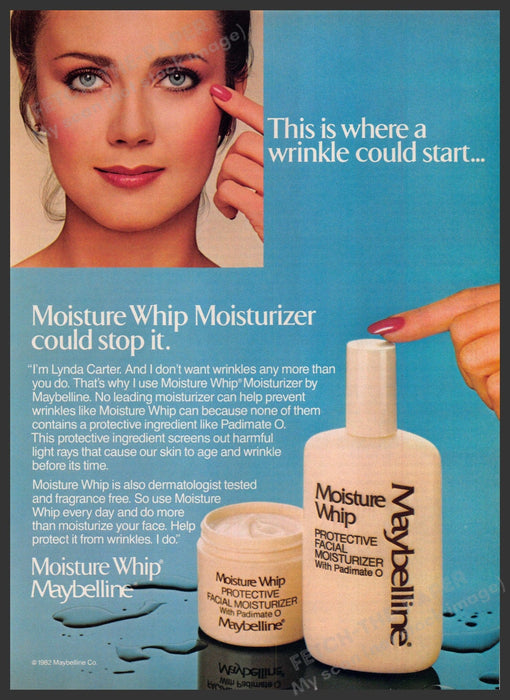 This is where a
wrinkle could start...
Moisture Whip Moisturizer
could stop it.
"I'm Lynda Carter. And I don't want wrinkles any more than
you do. That's why I use Moisture Whip® Moisturizer by
Maybelline. No leading moisturizer can help prevent
wrinkles like Moisture Whip can because none of them
contains a protective ingredient like Padimate O.
This protective ingredient screens out harmful
light rays that cause our skin to age and wrinkle
before its time.
Moisture Whip is also dermatologist tested
and fragrance free. So use Moisture
Whip every day and do more
than moisturize your face. Help
protect it from wrinkles. I do."
Moisture Whip®
Maybelline®
Moisture Whip
PROTECTIVE
FACIAL MOISTURIZER
With Padimate O
Maybelline®
Moisture
Whip
PROTECTIVE
FACIAL
MOISTURIZER
With Padimate O
Maybelline®
© 1982 Maybelline Co.